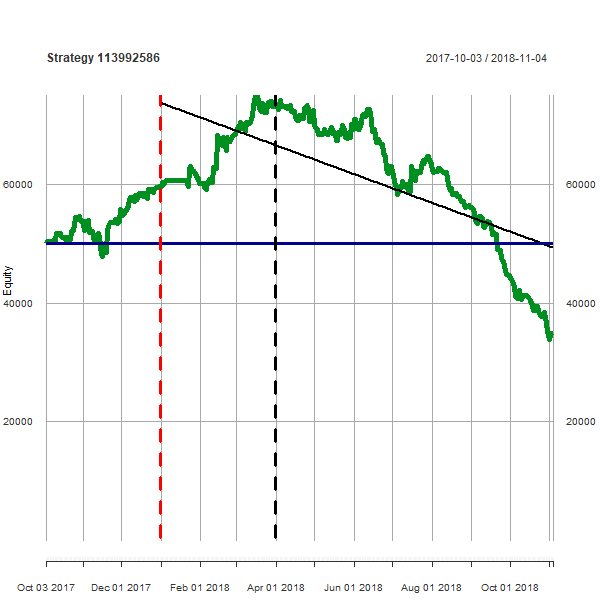 Strategy 113992586
2017-10-03 / 2018-11-04
60000
60000
Equity
40000
40000
20000
20000
Oct 03 2017
Dec 01 2017
Feb 01 2018
Apr 01 2018
Jun 01 2018
Aug 01 2018
Oct 01 2018